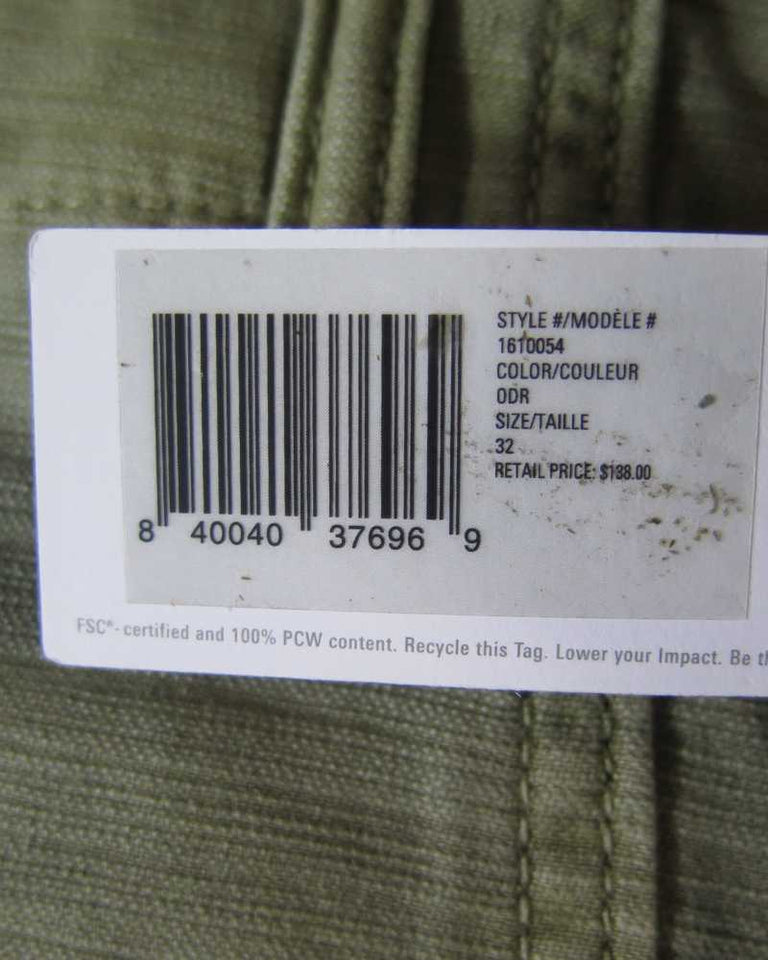 STYLE #/MODÈLE #
1610054
COLOR/COULEUR
ODR
SIZE/TAILLE
32
RETAIL PRICE: $138.00
8 40040 37696 9
FSC®- certified and 100% PCW content. Recycle this Tag. Lower your Impact. Be